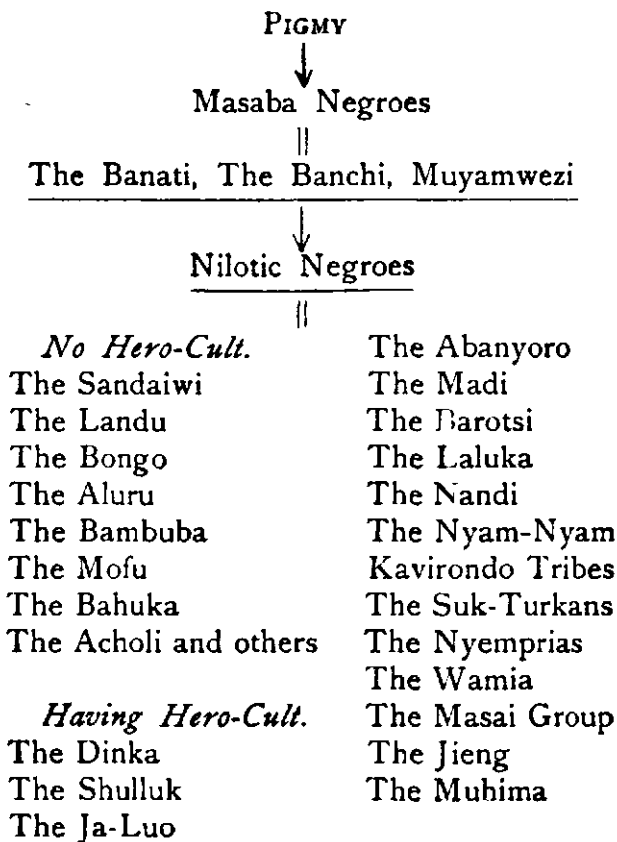 PIGMY
Masaba Negroes
The Banati, The Banchi, Muyamwezi
Nilotic Negroes
No Hero-Cult.
The Sandaiwi
The Landu
The Bongo
The Aluru
The Bambuba
The Mofu
The Bahuka
The Acholi and others
Having Hero-Cult.
The Dinka
The Shulluk
The Ja-Luo
The Abanyoro
The Madi
The Barotsi
The Laluka
The Nandi
The Nyam-Nyam
Kavirondo Tribes
The Suk-Turkans
The Nyemprias
The Wamia
The Masai Group
The Jieng
The Muhima